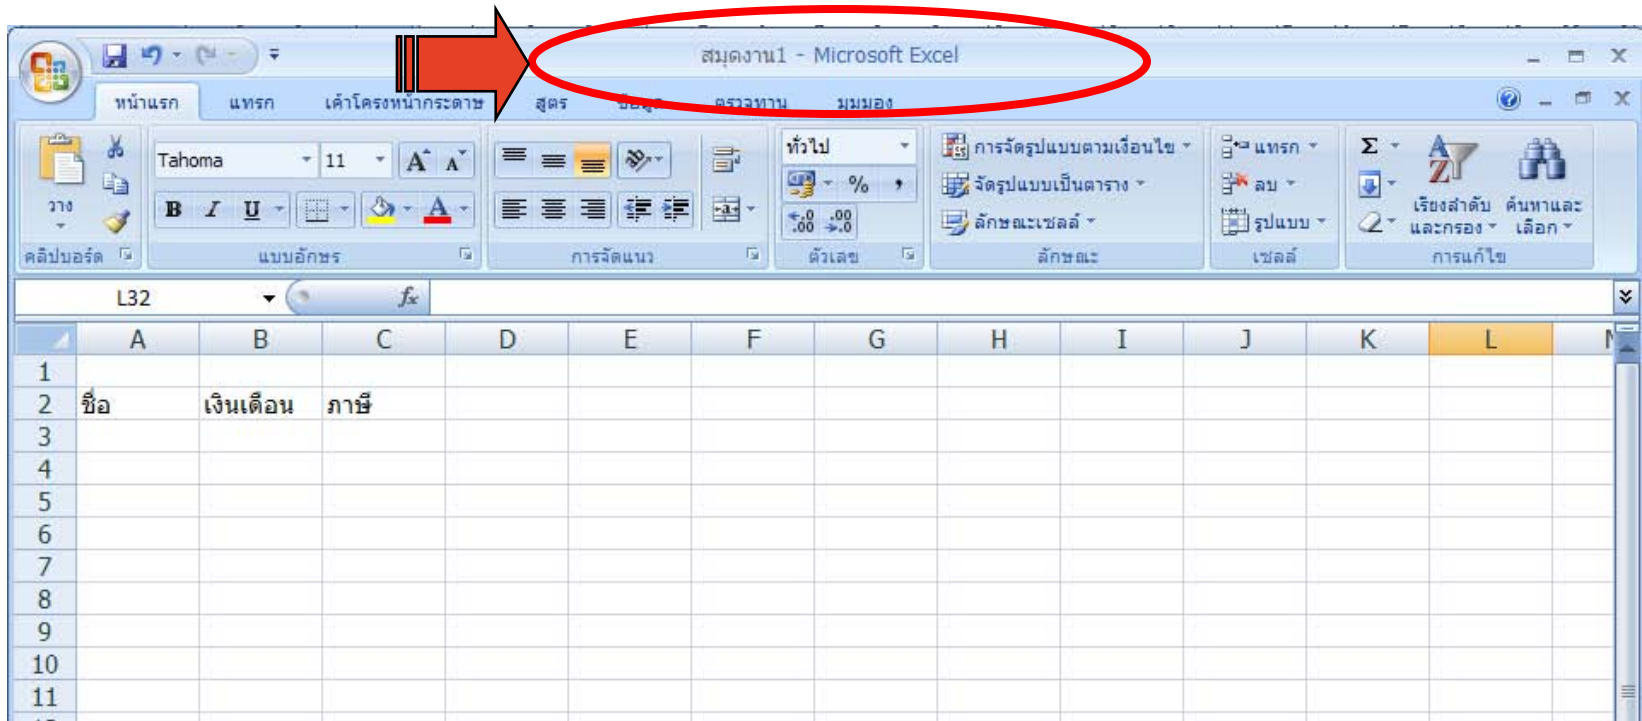 สมุดงาน1 - Microsoft Excel
หน้าแรก แทรก เค้าโครงหน้ากระดาษ สูตร ข้อมูล ตรวจทาน มุมมอง
Tahoma 11 A A ทั่วไป การจัดรูปแบบตามเงื่อนไข แทรก Σ
วาง B I U A % , จัดรูปแบบเป็นตาราง ลบ เรียงลำดับ ค้นหาและ
.0 .00 .00 .0 ลักษณะเซลล์ รูปแบบ และกรอง เลือก
คลิปบอร์ด แบบอักษร การจัดแนว ตัวเลข ลักษณะ เซลล์ การแก้ไข
L32 fx
A B C D E F G H I J K L
1
2 ชื่อ เงินเดือน ภาษี
3
4
5
6
7
8
9
10
11